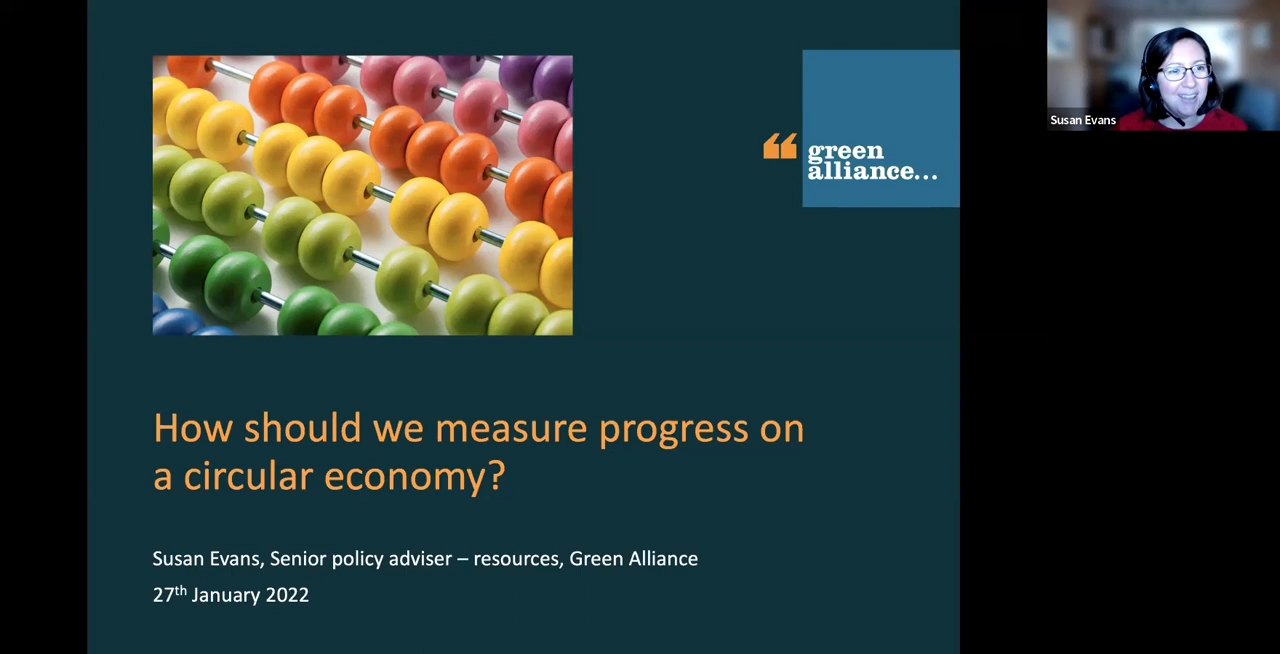 green
alliance...
Susan Evans
How should we measure progress on
a circular economy?
Susan Evans, Senior policy adviser – resources, Green Alliance
27th January 2022